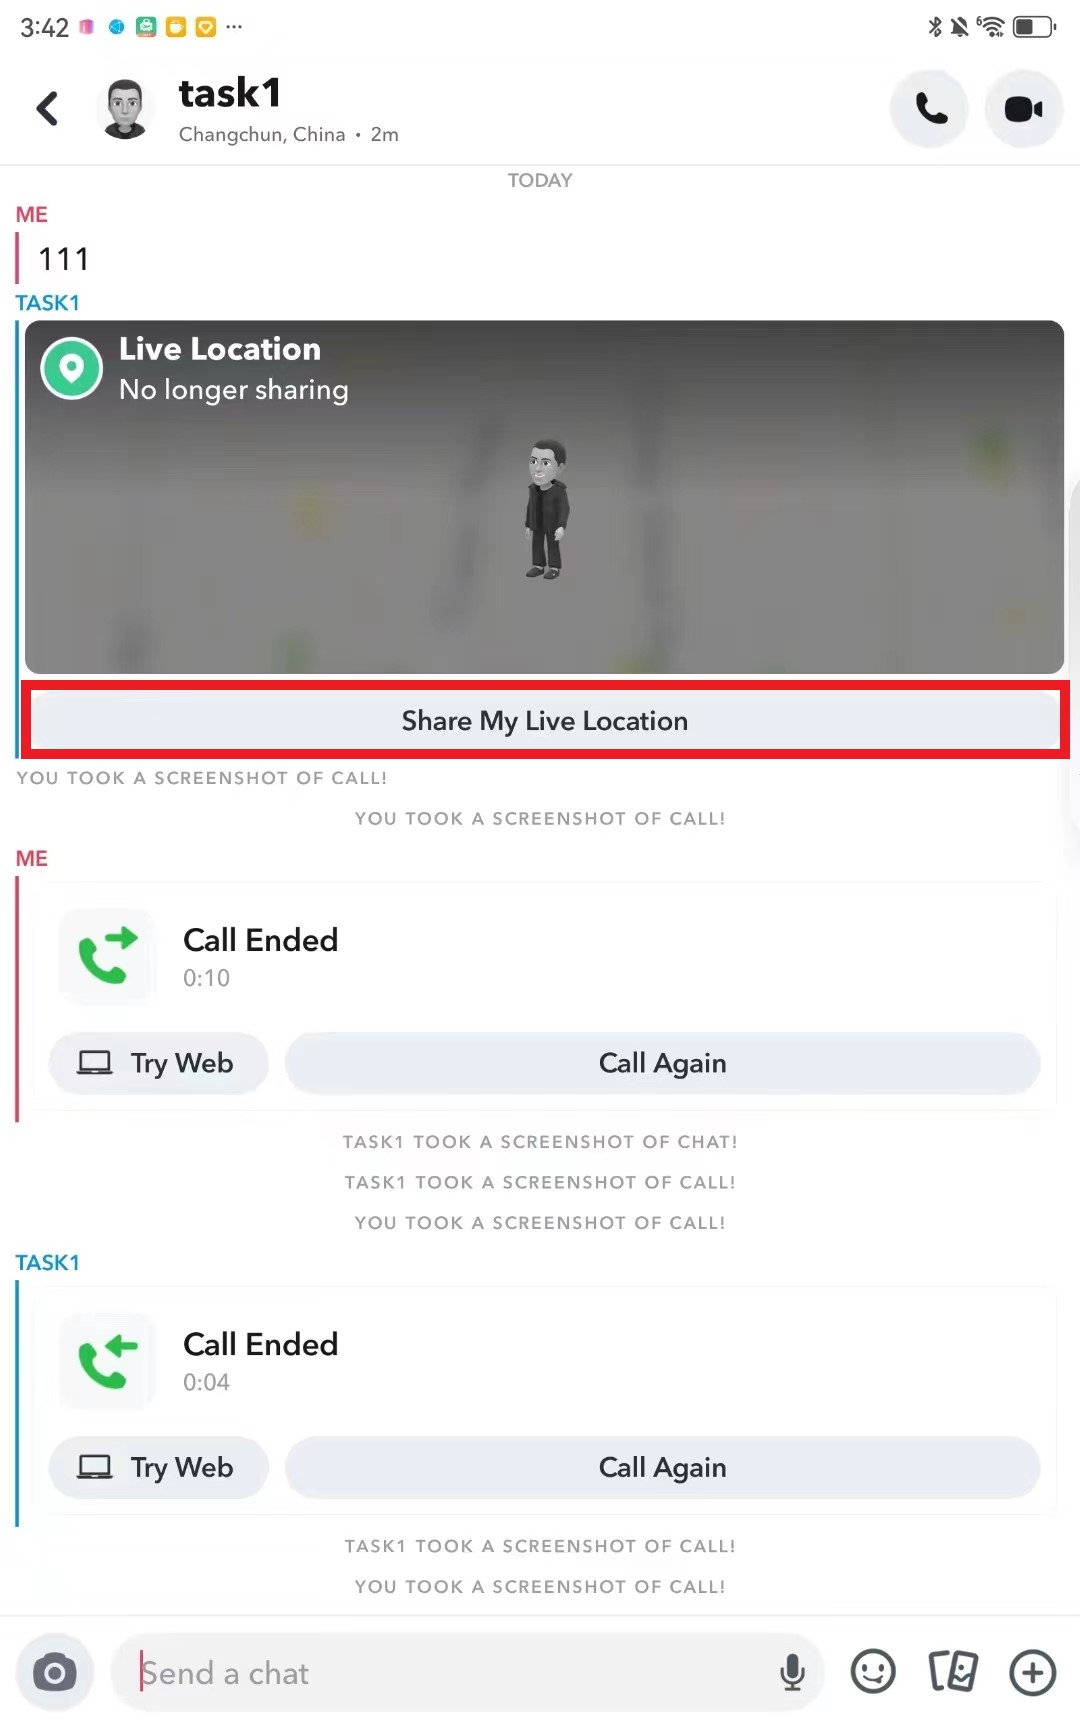 3:42
task1
Changchun, China • 2m
TODAY
ME
111
TASK1
Live Location
No longer sharing
Share My Live Location
YOU TOOK A SCREENSHOT OF CALL!
YOU TOOK A SCREENSHOT OF CALL!
ME
Call Ended
0:10
Try Web
Call Again
TASK1 TOOK A SCREENSHOT OF CHAT!
TASK1 TOOK A SCREENSHOT OF CALL!
YOU TOOK A SCREENSHOT OF CALL!
TASK1
Call Ended
0:04
Try Web
Call Again
TASK1 TOOK A SCREENSHOT OF CALL!
YOU TOOK A SCREENSHOT OF CALL!
Send a chat